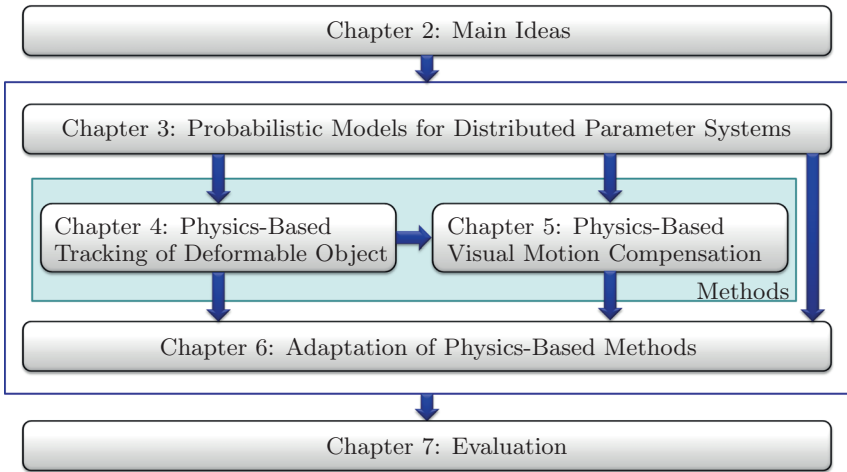 Chapter 2: Main Ideas
Chapter 3: Probabilistic Models for Distributed Parameter Systems
Chapter 4: Physics-Based
Tracking of Deformable Object
Chapter 5: Physics-Based
Visual Motion Compensation
Methods
Chapter 6: Adaptation of Physics-Based Methods
Chapter 7: Evaluation